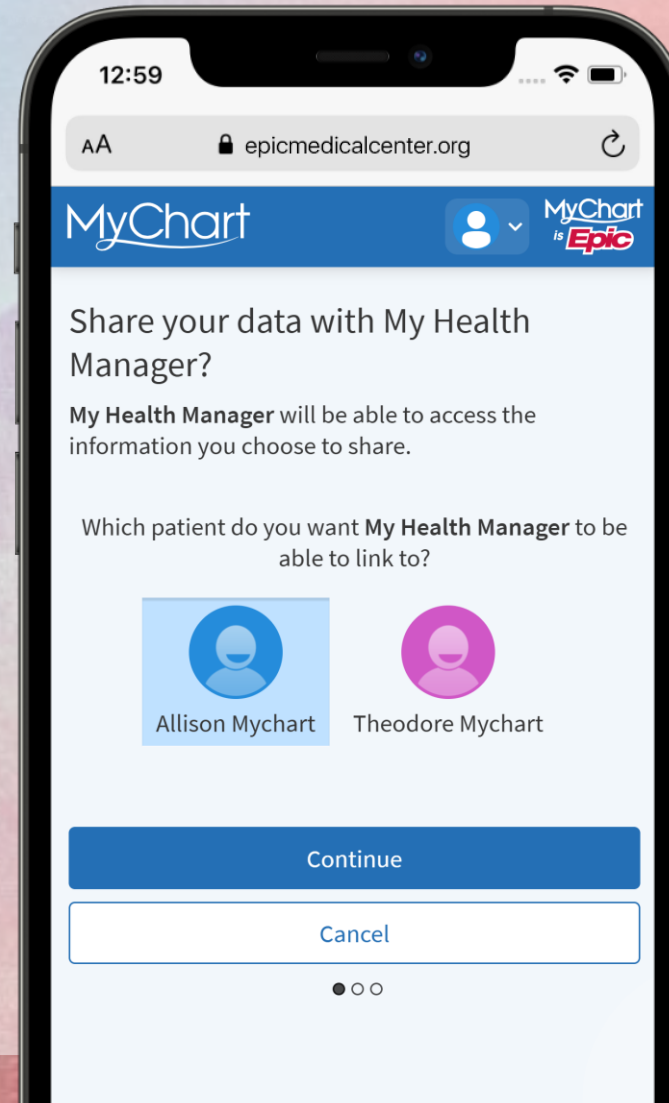 12:59
AA epicmedicalcenter.org
MyChart
MyChart
is Epic
Share your data with My Health
Manager?
My Health Manager will be able to access the
information you choose to share.
Which patient do you want My Health Manager to be
able to link to?
Allison Mychart Theodore Mychart
Continue
Cancel